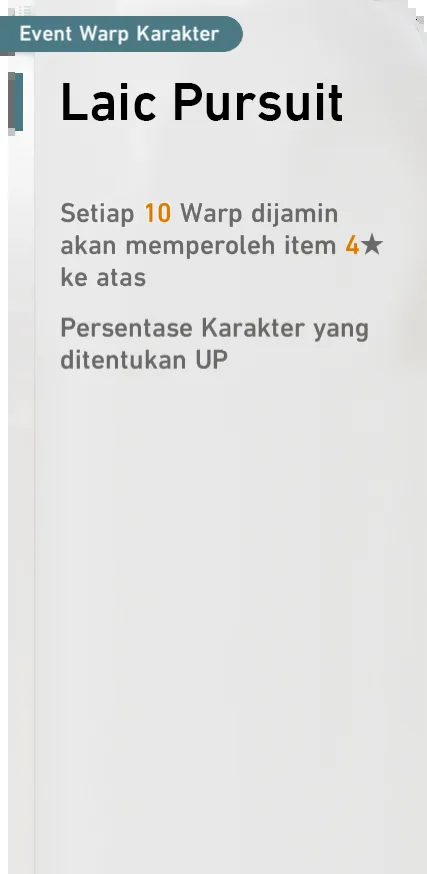 Event Warp Karakter
Laic Pursuit
Setiap 10 Warp dijamin
akan memperoleh item 4★
ke atas
Persentase Karakter yang
ditentukan UP